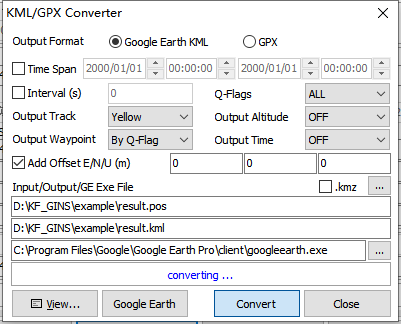 KML/GPX Converter
Output Format Google Earth KML GPX
Time Span 2000/01/01 00:00:00 2000/01/01 00:00:00
Interval (s) 0 Q-Flags ALL
Output Track Yellow Output Altitude OFF
Output Waypoint By Q-Flag Output Time OFF
Add Offset E/N/U (m) 0 0 0
Input/Output/GE Exe File .kmz ...
D:\KF_GINS\example\result.pos
D:\KF_GINS\example\result.kml
C:\Program Files\Google\Google Earth Pro\client\googleearth.exe ...
converting ...
View... Google Earth Convert Close